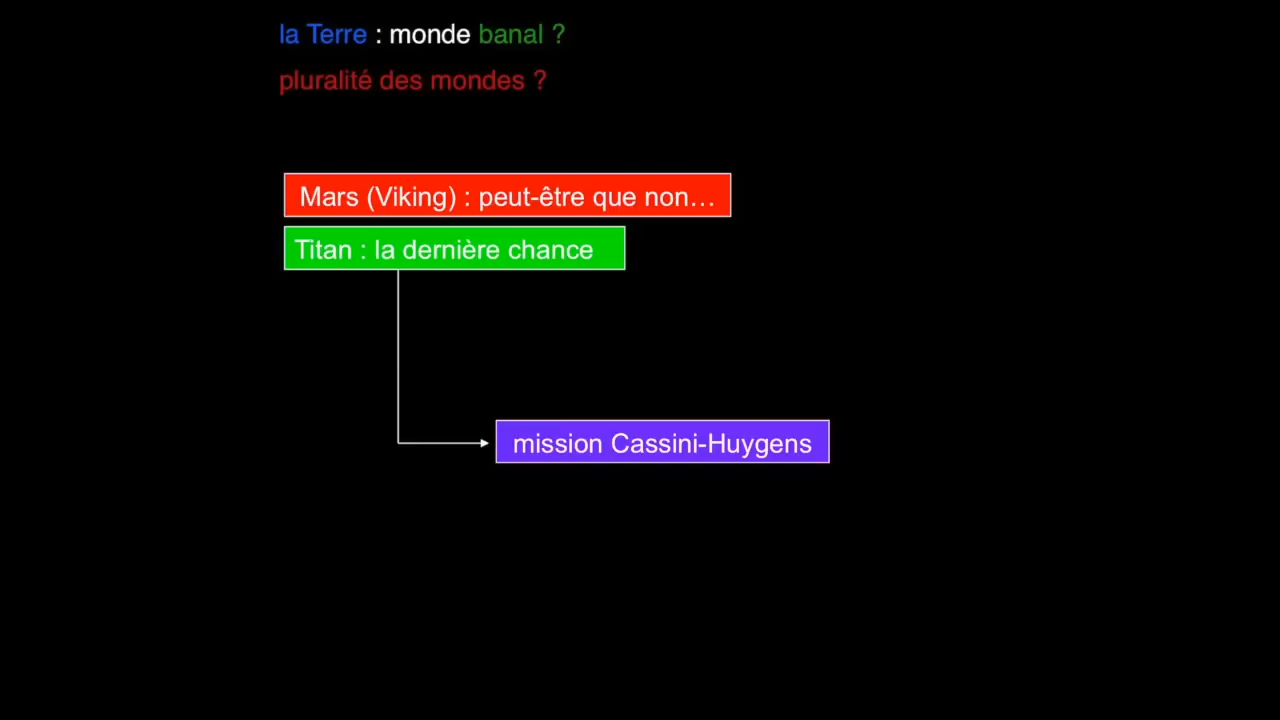 la Terre : monde banal ?
pluralité des mondes ?
Mars (Viking) : peut-être que non…
Titan : la dernière chance
mission Cassini-Huygens